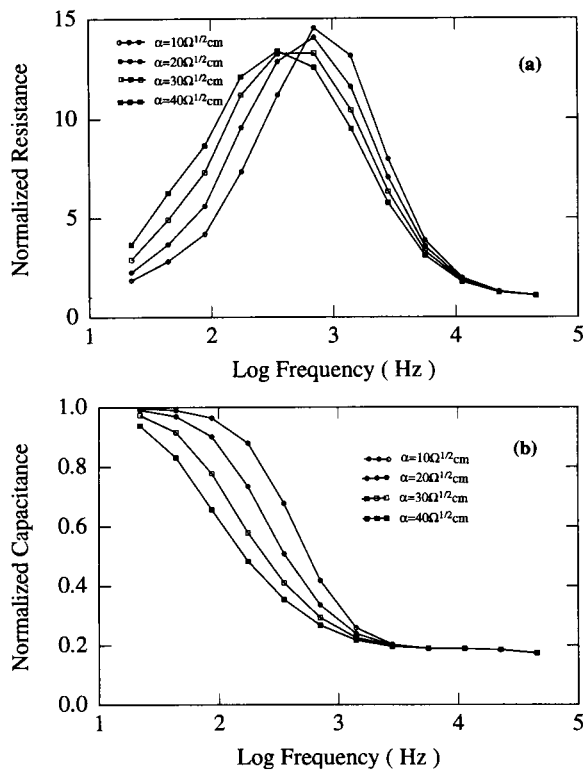 15
10
5
0
Normalized Resistance
α=10Ω1/2cm
α=20Ω1/2cm
α=30Ω1/2cm
α=40Ω1/2cm
(a)
1 2 3 4 5
Log Frequency ( Hz )
1.0
0.8
0.6
0.4
0.2
0.0
Normalized Capacitance
(b)
α=10Ω1/2cm
α=20Ω1/2cm
α=30Ω1/2cm
α=40Ω1/2cm
1 2 3 4 5
Log Frequency ( Hz )